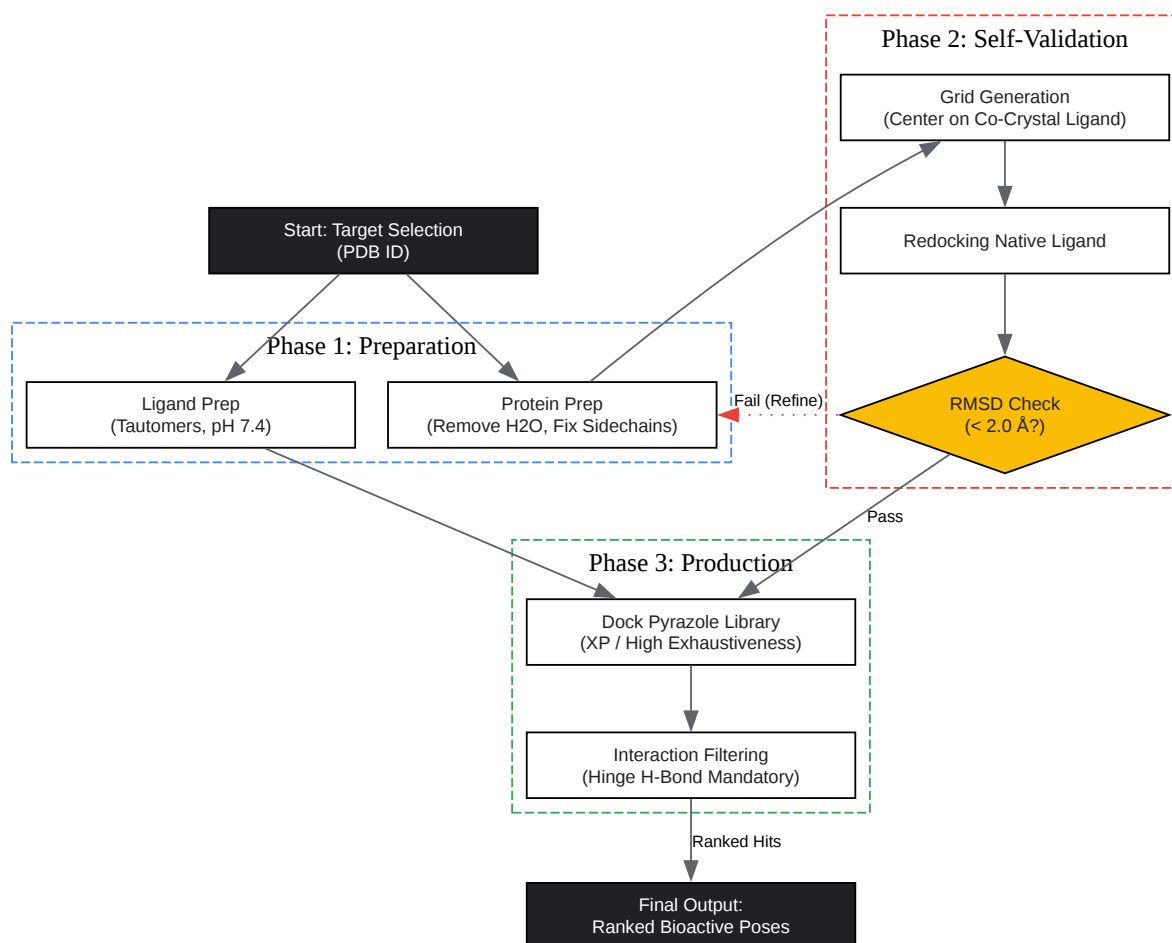 Phase 2: Self-Validation
Grid Generation
(Center on Co-Crystal Ligand)
Redocking Native Ligand
Start: Target Selection
(PDB ID)
Phase 1: Preparation
Ligand Prep
(Tautomers, pH 7.4)
Protein Prep
(Remove H2O, Fix Sidechains)
Fail (Refine)
RMSD Check
(< 2.0 Å?)
Pass
Phase 3: Production
Dock Pyrazole Library
(XP / High Exhaustiveness)
Interaction Filtering
(Hinge H-Bond Mandatory)
Ranked Hits
Final Output:
Ranked Bioactive Poses